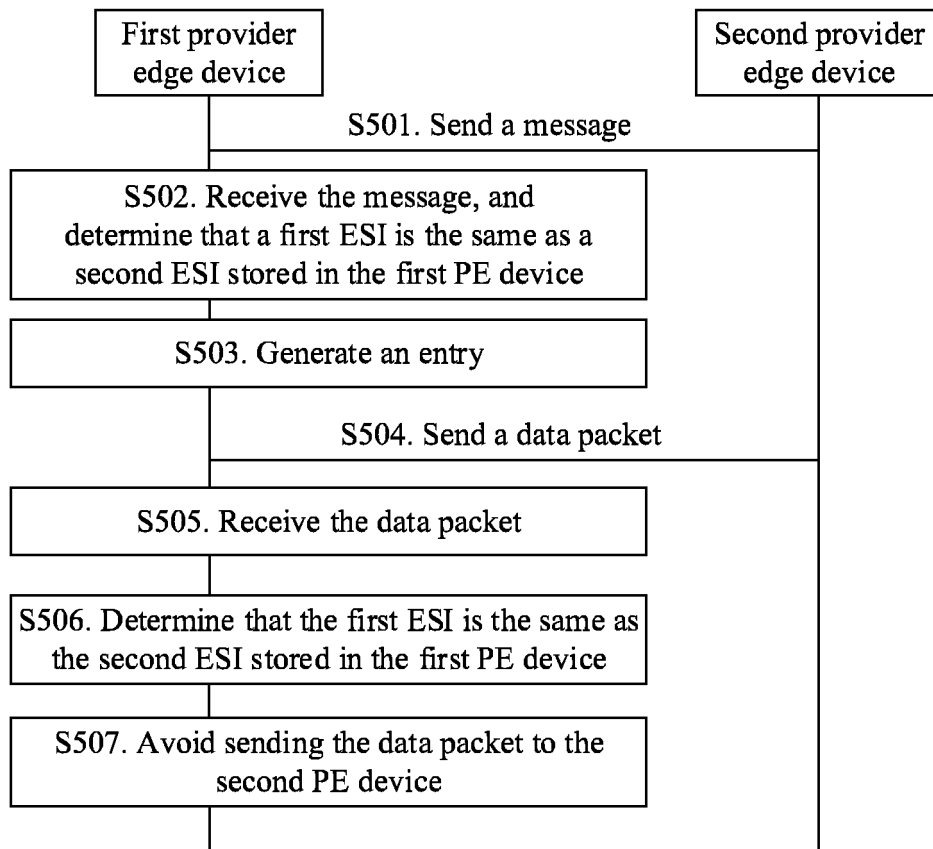 First provider
edge device
Second provider
edge device
S501. Send a message
S502. Receive the message, and
determine that a first ESI is the same as a
second ESI stored in the first PE device
S503. Generate an entry
S504. Send a data packet
S505. Receive the data packet
S506. Determine that the first ESI is the same as
the second ESI stored in the first PE device
S507. Avoid sending the data packet to the
second PE device